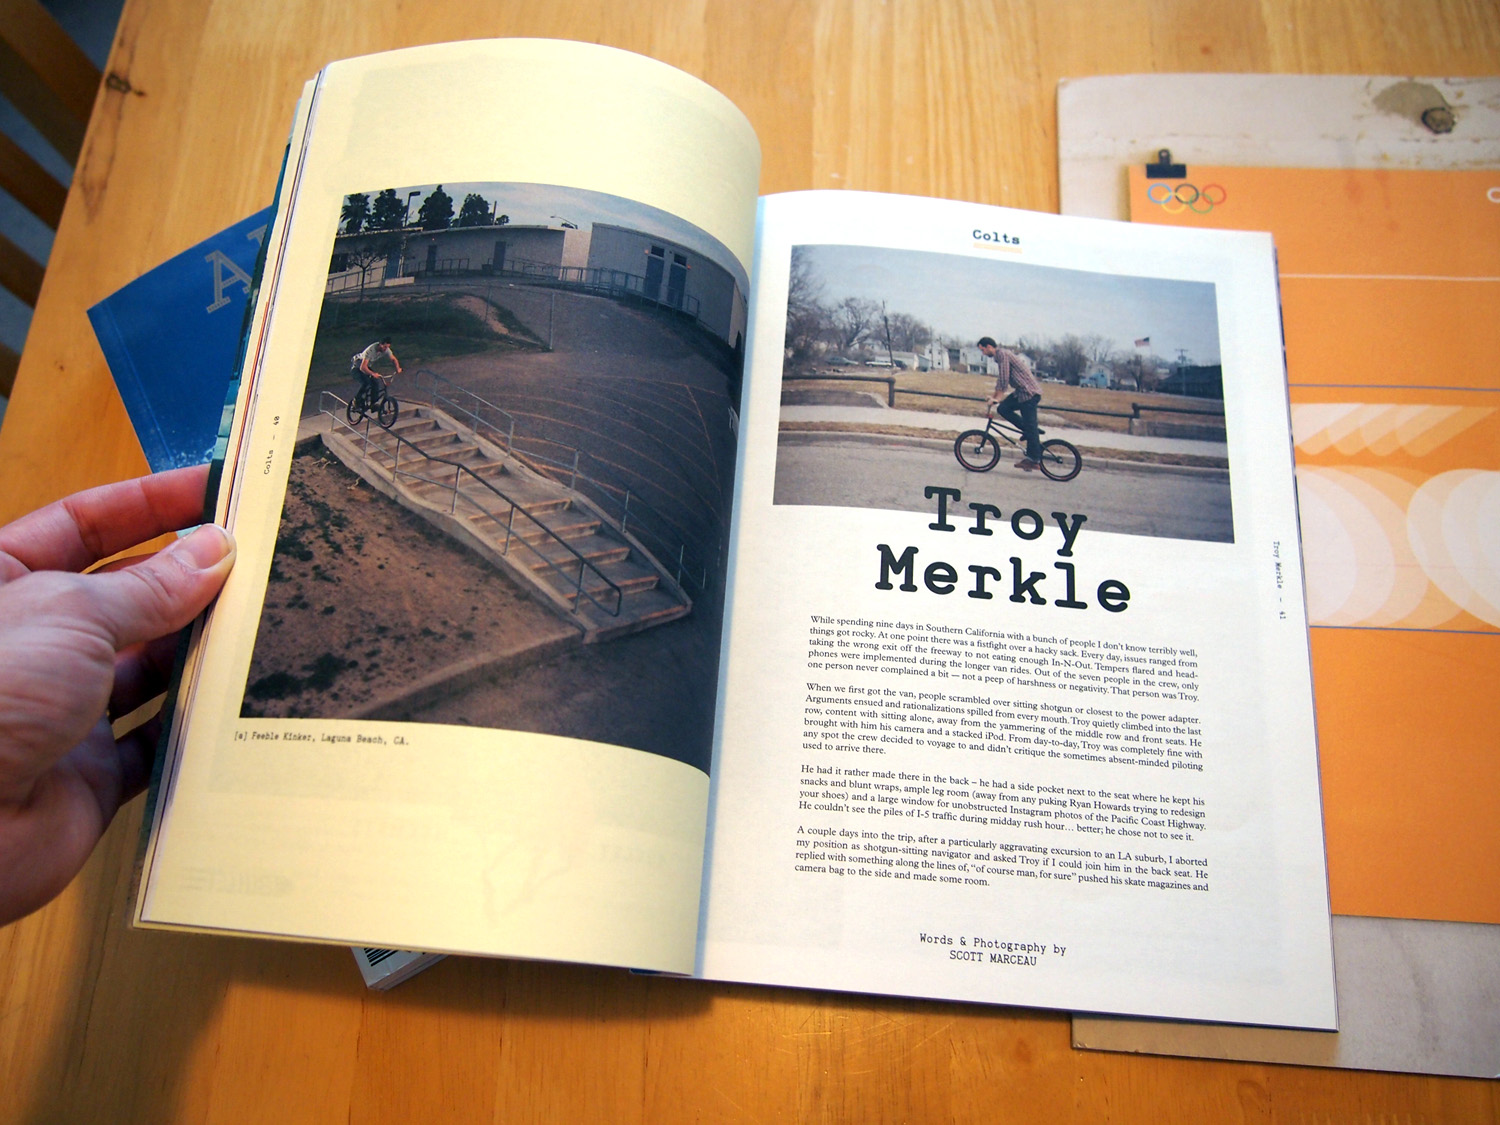 A
Colts — 40
[a] Feeble Kinker, Laguna Beach, CA.
Colts
Troy
Merkle
While spending nine days in Southern California with a bunch of people I don't know terribly well,
things got rocky. At one point there was a fistfight over a hacky sack. Every day, issues ranged from
taking the wrong exit off the freeway to not eating enough In-N-Out. Tempers flared and head-
phones were implemented during the longer van rides. Out of the seven people in the crew, only
one person never complained a bit — not a peep of harshness or negativity. That person was Troy.
When we first got the van, people scrambled over sitting shotgun or closest to the power adapter.
Arguments ensued and rationalizations spilled from every mouth. Troy quietly climbed into the last
row, content with sitting alone, away from the yammering of the middle row and front seats. He
brought with him his camera and a stacked iPod. From day-to-day, Troy was completely fine with
any spot the crew decided to voyage to and didn't critique the sometimes absent-minded piloting
used to arrive there.
He had it rather made there in the back – he had a side pocket next to the seat where he kept his
snacks and blunt wraps, ample leg room (away from any puking Ryan Howards trying to redesign
your shoes) and a large window for unobstructed Instagram photos of the Pacific Coast Highway.
He couldn't see the piles of I-5 traffic during midday rush hour… better; he chose not to see it.
A couple days into the trip, after a particularly aggravating excursion to an LA suburb, I aborted
my position as shotgun-sitting navigator and asked Troy if I could join him in the back seat. He
replied with something along the lines of, "of course man, for sure" pushed his skate magazines and
camera bag to the side and made some room.
Words & Photography by
SCOTT MARCEAU
Troy Merkle — 41